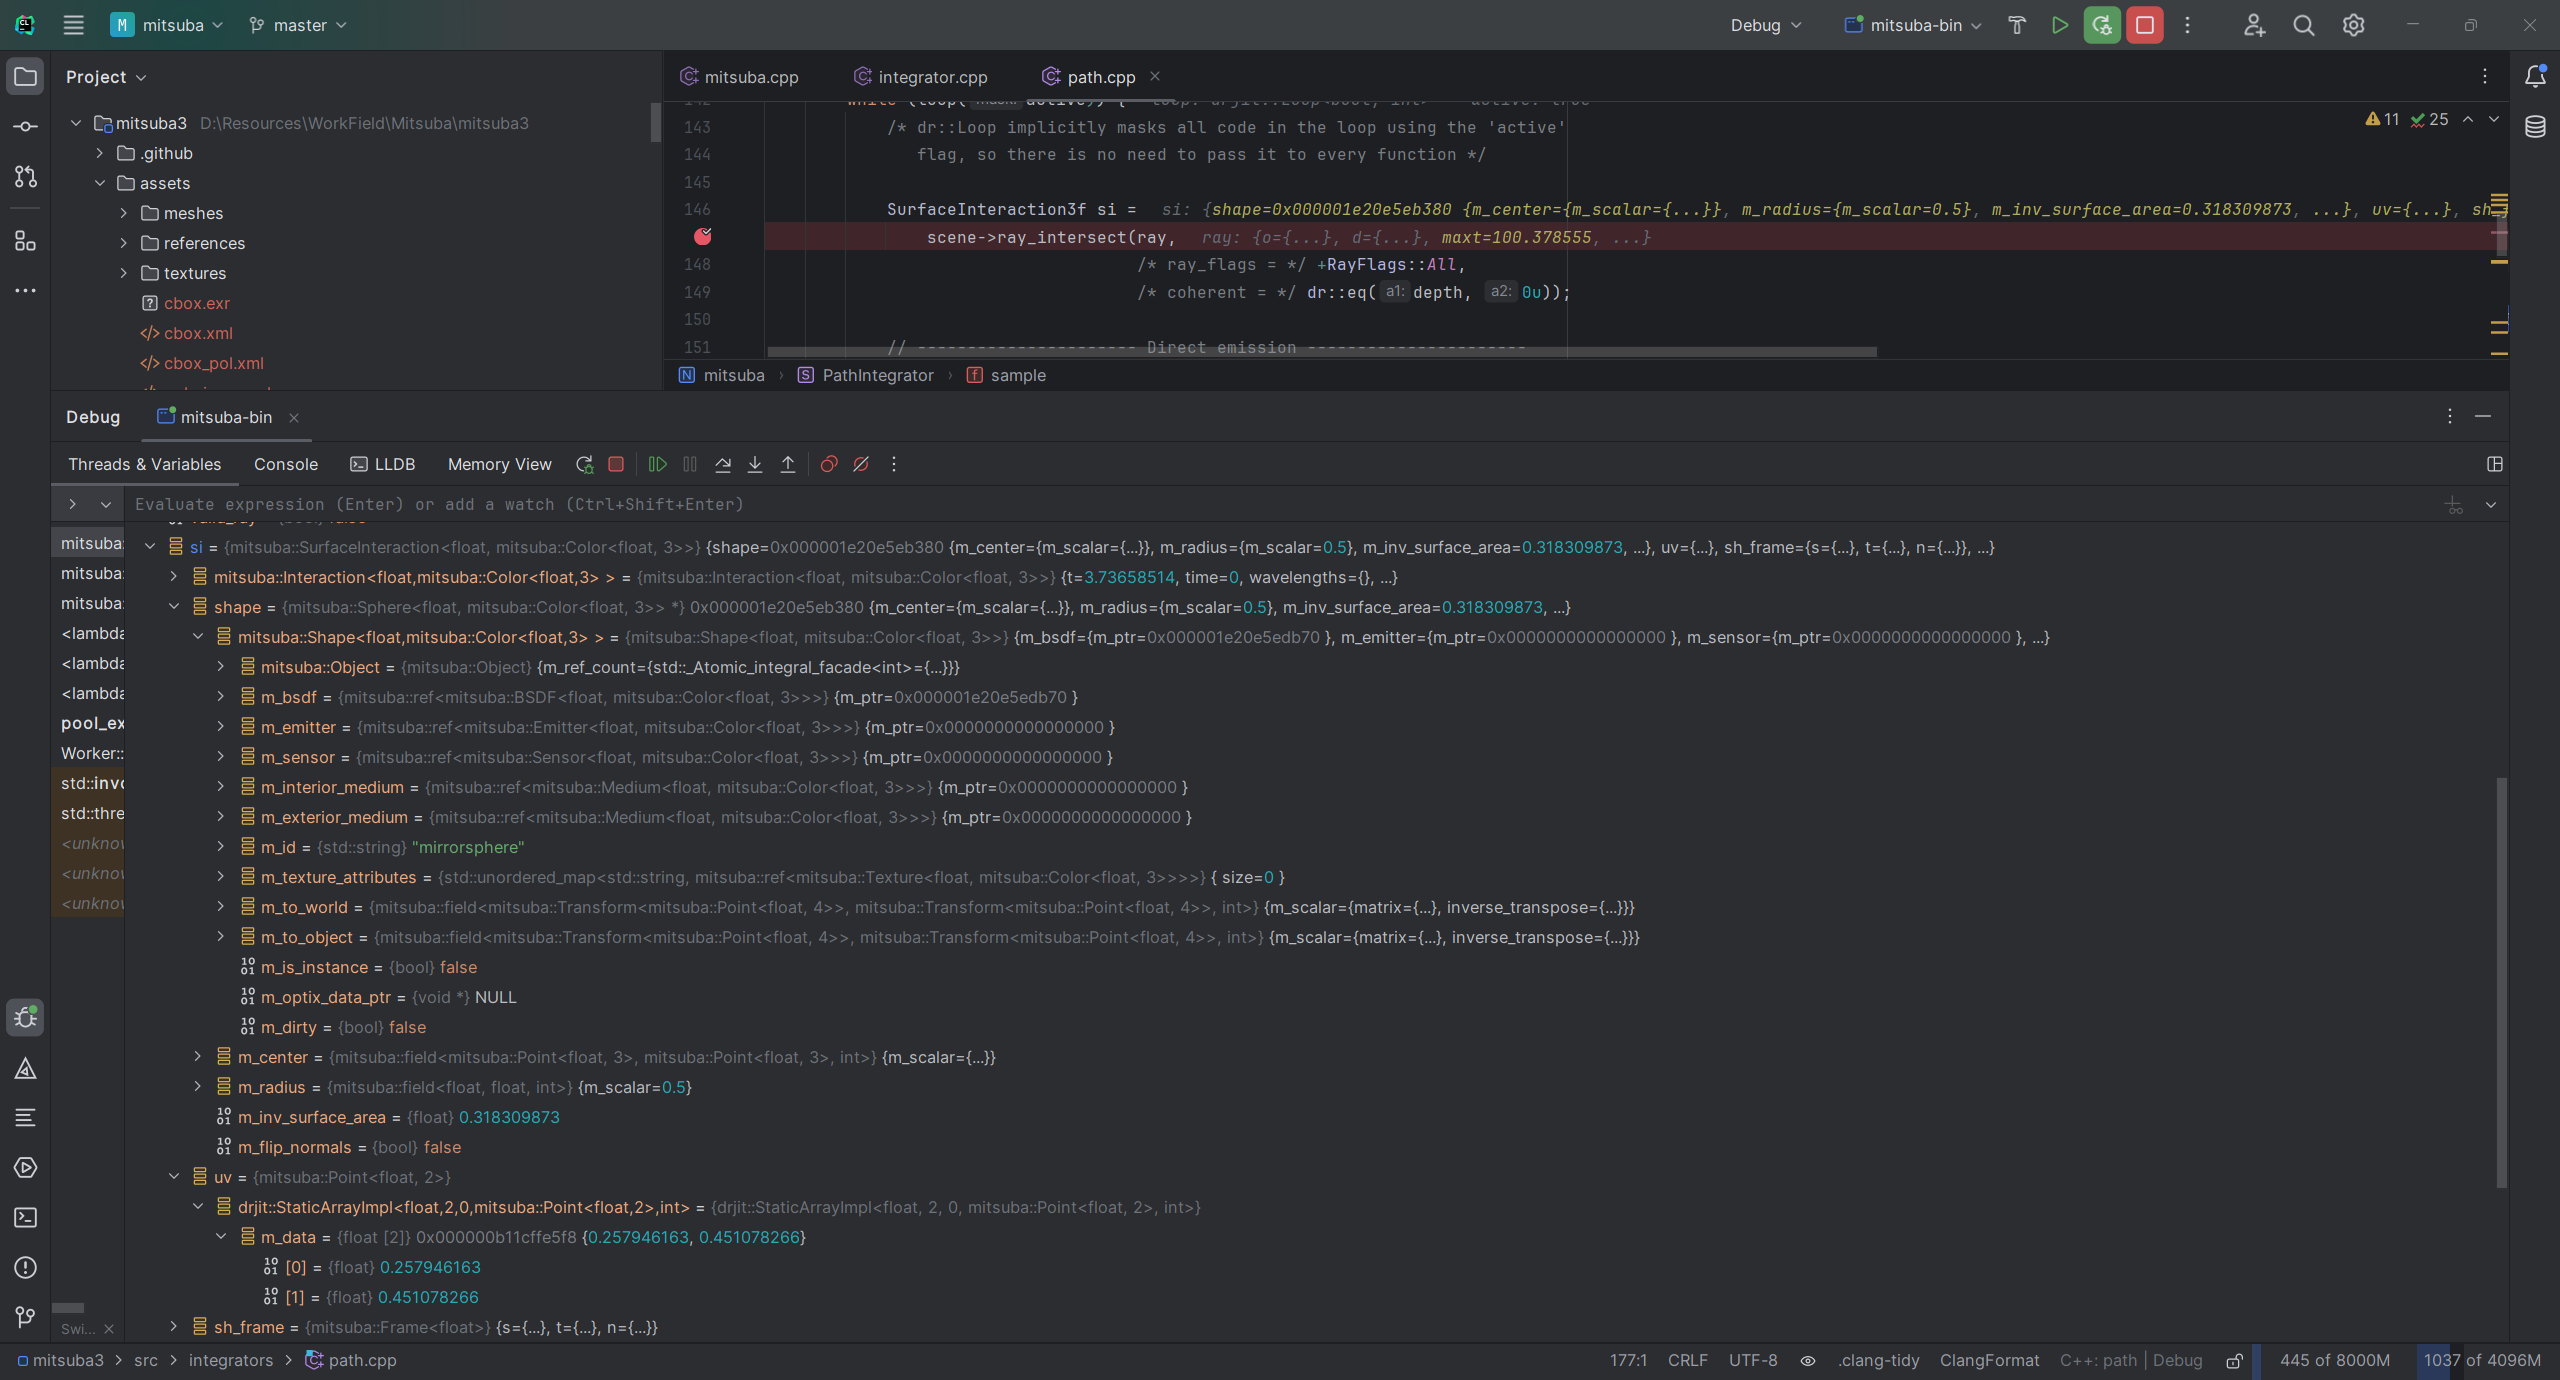 M mitsuba master Debug mitsuba-bin
Project
mitsuba3 D:\Resources\WorkField\Mitsuba\mitsuba3
.github
assets
meshes
references
textures
cbox.exr
cbox.xml
cbox_pol.xml
mitsuba.cpp integrator.cpp path.cpp
11 25
143 /* dr::Loop implicitly masks all code in the loop using the 'active'
144 flag, so there is no need to pass it to every function */
145
146 SurfaceInteraction3f si = si: {shape=0x000001e20e5eb380 {m_center={m_scalar={...}}, m_radius={m_scalar=0.5}, m_inv_surface_area=0.318309873, ...}, uv={...},
scene->ray_intersect(ray, ray: {o={...}, d={...}, maxt=100.378555, ...}
148 /* ray_flags = */ +RayFlags::All,
149 /* coherent = */ dr::eq( a1: depth, a2: 0u));
150
151 // ---------------------- Direct emission ----------------------
N mitsuba › S PathIntegrator › f sample
Debug mitsuba-bin
Threads & Variables Console LLDB Memory View
Evaluate expression (Enter) or add a watch (Ctrl+Shift+Enter)
mitsuba:
mitsuba:
mitsuba:
<lambda
<lambda
<lambda
pool_ex
Worker::
std::invo
std::thre
<unknov
<unknov
<unknov
Swi...
si = {mitsuba::SurfaceInteraction<float, mitsuba::Color<float, 3>>} {shape=0x000001e20e5eb380 {m_center={m_scalar={...}}, m_radius={m_scalar=0.5}, m_inv_surface_area=0.318309873, ...}, uv={...}, sh_frame={s={...}, t={...}, n={...}}, ...}
mitsuba::Interaction<float,mitsuba::Color<float,3> > = {mitsuba::Interaction<float, mitsuba::Color<float, 3>>} {t=3.73658514, time=0, wavelengths={}, ...}
shape = {mitsuba::Sphere<float, mitsuba::Color<float, 3>> *} 0x000001e20e5eb380 {m_center={m_scalar={...}}, m_radius={m_scalar=0.5}, m_inv_surface_area=0.318309873, ...}
mitsuba::Shape<float,mitsuba::Color<float,3> > = {mitsuba::Shape<float, mitsuba::Color<float, 3>>} {m_bsdf={m_ptr=0x000001e20e5edb70 }, m_emitter={m_ptr=0x0000000000000000 }, m_sensor={m_ptr=0x0000000000000000 }, ...}
mitsuba::Object = {mitsuba::Object} {m_ref_count={std::_Atomic_integral_facade<int>={...}}}
m_bsdf = {mitsuba::ref<mitsuba::BSDF<float, mitsuba::Color<float, 3>>>} {m_ptr=0x000001e20e5edb70 }
m_emitter = {mitsuba::ref<mitsuba::Emitter<float, mitsuba::Color<float, 3>>>} {m_ptr=0x0000000000000000 }
m_sensor = {mitsuba::ref<mitsuba::Sensor<float, mitsuba::Color<float, 3>>>} {m_ptr=0x0000000000000000 }
m_interior_medium = {mitsuba::ref<mitsuba::Medium<float, mitsuba::Color<float, 3>>>} {m_ptr=0x0000000000000000 }
m_exterior_medium = {mitsuba::ref<mitsuba::Medium<float, mitsuba::Color<float, 3>>>} {m_ptr=0x0000000000000000 }
m_id = {std::string} "mirrorsphere"
m_texture_attributes = {std::unordered_map<std::string, mitsuba::ref<mitsuba::Texture<float, mitsuba::Color<float, 3>>>>} { size=0 }
m_to_world = {mitsuba::field<mitsuba::Transform<mitsuba::Point<float, 4>>, mitsuba::Transform<mitsuba::Point<float, 4>>, int>} {m_scalar={matrix={...}, inverse_transpose={...}}}
m_to_object = {mitsuba::field<mitsuba::Transform<mitsuba::Point<float, 4>>, mitsuba::Transform<mitsuba::Point<float, 4>>, int>} {m_scalar={matrix={...}, inverse_transpose={...}}}
m_is_instance = {bool} false
m_optix_data_ptr = {void *} NULL
m_dirty = {bool} false
m_center = {mitsuba::field<mitsuba::Point<float, 3>, mitsuba::Point<float, 3>, int>} {m_scalar={...}}
m_radius = {mitsuba::field<float, float, int>} {m_scalar=0.5}
m_inv_surface_area = {float} 0.318309873
m_flip_normals = {bool} false
uv = {mitsuba::Point<float, 2>}
drjit::StaticArrayImpl<float,2,0,mitsuba::Point<float,2>,int> = {drjit::StaticArrayImpl<float, 2, 0, mitsuba::Point<float, 2>, int>}
m_data = {float [2]} 0x000000b11cffe5f8 {0.257946163, 0.451078266}
[0] = {float} 0.257946163
[1] = {float} 0.451078266
sh_frame = {mitsuba::Frame<float>} {s={...}, t={...}, n={...}}
mitsuba3 > src > integrators > path.cpp 177:1 CRLF UTF-8 .clang-tidy ClangFormat C++: path | Debug 445 of 8000M 1037 of 4096M